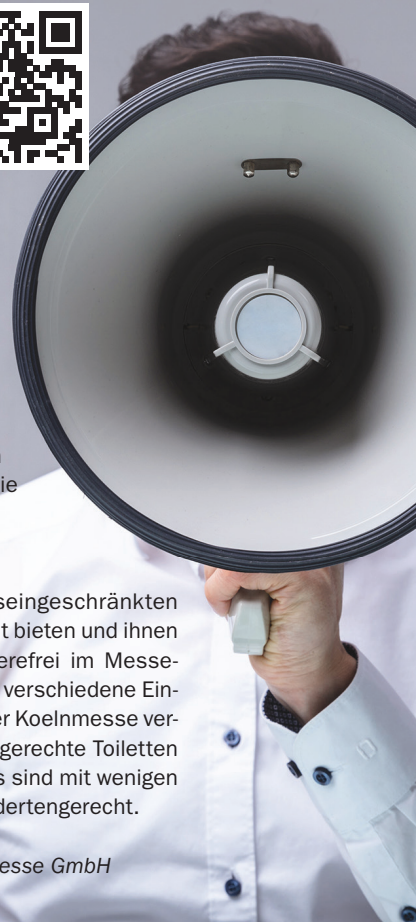 ie
seingeschränkten
t bieten und ihnen
erefrei im Messe-
verschiedene Ein-
er Koelnmesse ver-
gerechte Toiletten
s sind mit wenigen
dertengerecht.
esse GmbH